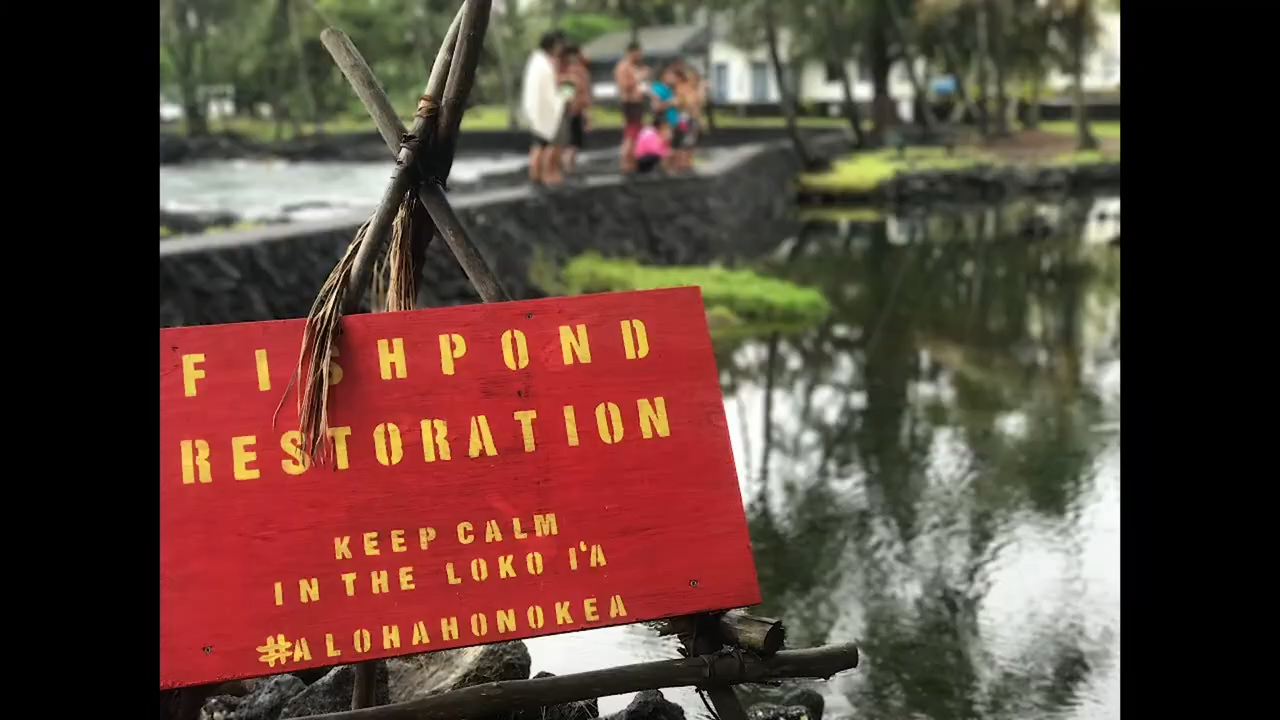 FISHPOND
RESTORATION
KEEP CALM
IN THE LOKO I'A
#ALOHAHONOKEA